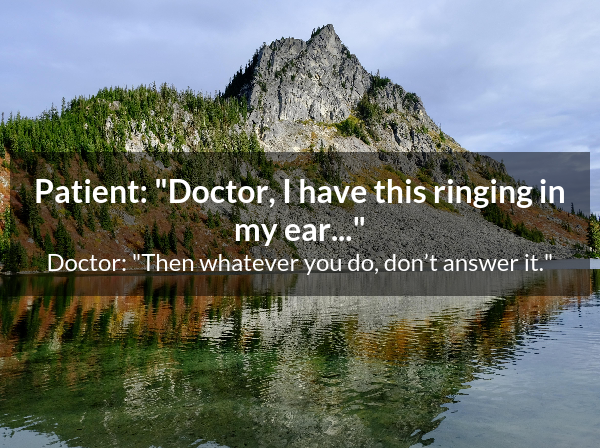 Patient: "Doctor, I have this ringing in
my ear..."
Doctor: "Then whatever you do, don’t answer it."